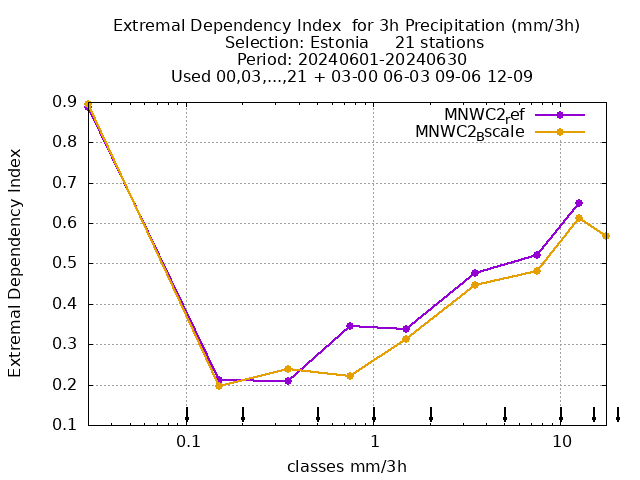 Extremal Dependency Index  for 3h Precipitation (mm/3h)
Selection: Estonia     21 stations
Period: 20240601-20240630
Used 00,03,...,21 + 03-00 06-03 09-06 12-09
MNWC2ref
MNWC2Bscale
0.9
0.8
0.7
0.6
0.5
0.4
0.3
0.2
0.1
Extremal Dependency Index
0.1 1 10
classes mm/3h